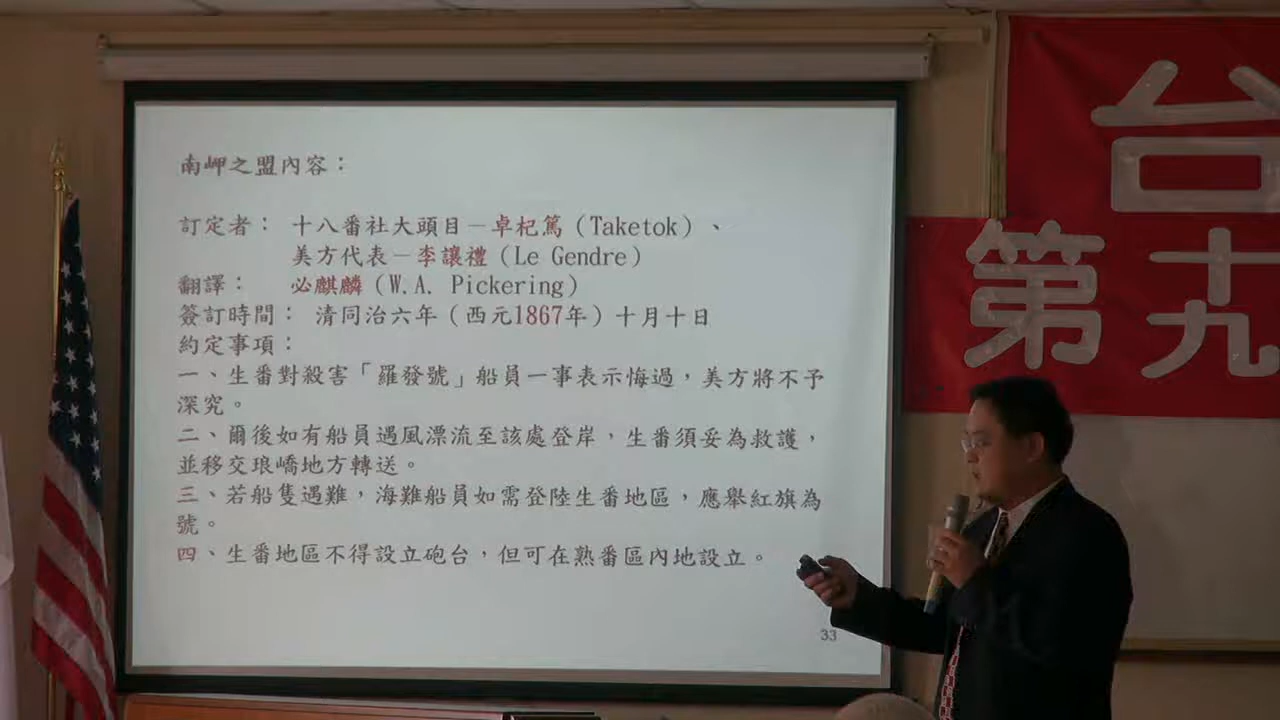 南岬之盟內容：
訂定者： 十八番社大頭目－卓杞篤（Taketok）、
美方代表－李讓禮（Le Gendre）
翻譯： 必麒麟（W.A. Pickering）
簽訂時間： 清同治六年（西元1867年）十月十日
約定事項：
一、生番對殺害「羅發號」船員一事表示悔過，美方將不予
深究。
二、爾後如有船員遇風漂流至該處登岸，生番須妥為救護，
並移交琅嶠地方轉送。
三、若船隻遇難，海難船員如需登陸生番地區，應舉紅旗為
號。
四、生番地區不得設立砲台，但可在熟番區內地設立。
33
台
第十九